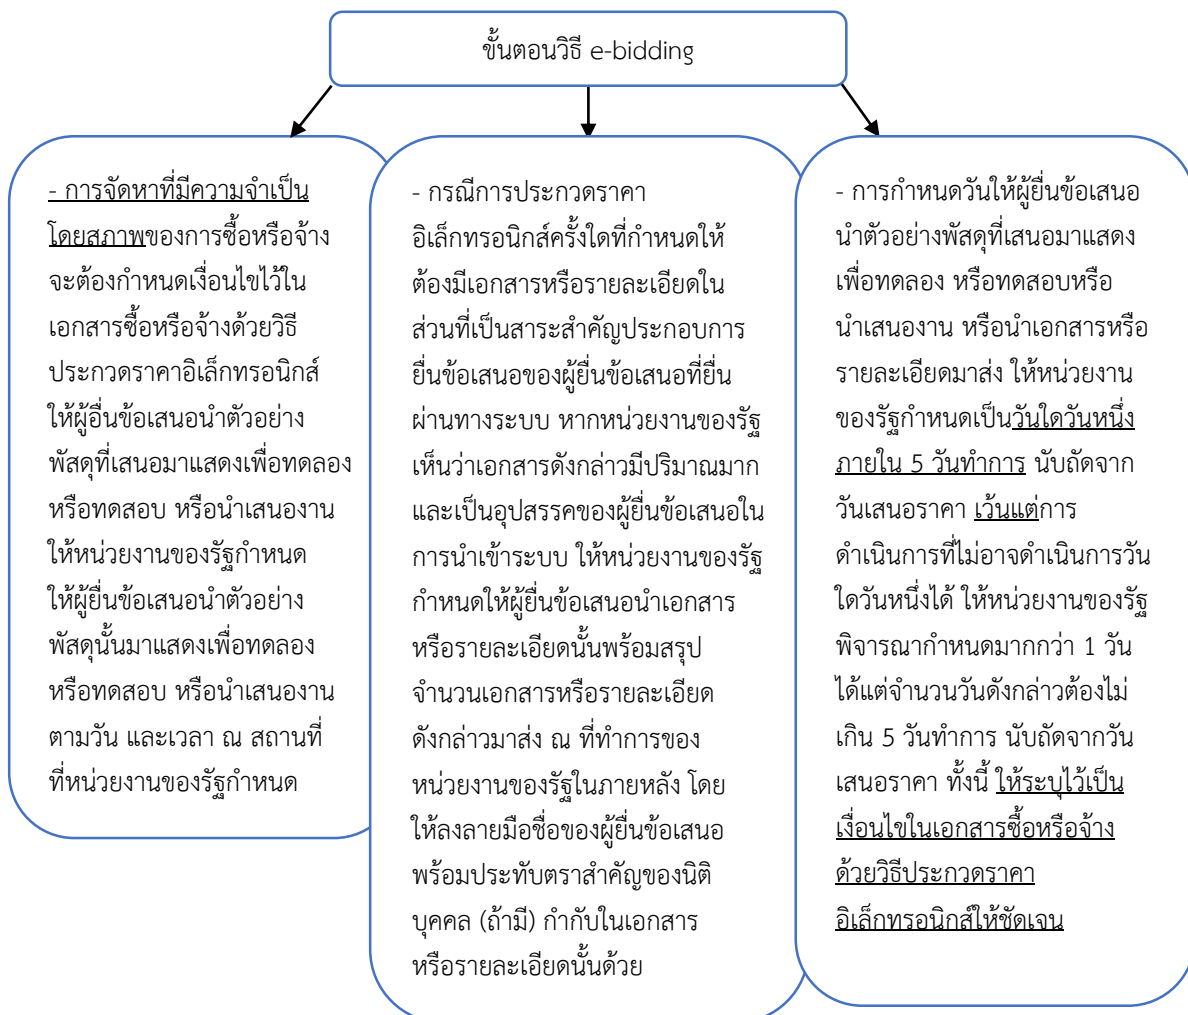 ขั้นตอนวิธี e-bidding
- การจัดหาที่มีความจำเป็น
โดยสภาพของการซื้อหรือจ้าง
จะต้องกำหนดเงื่อนไขไว้ใน
เอกสารซื้อหรือจ้างด้วยวิธี
ประกวดราคาอิเล็กทรอนิกส์
ให้ผู้อื่นข้อเสนอนำตัวอย่าง
พัสดุที่เสนอมาแสดงเพื่อทดลอง
หรือทดสอบ หรือนำเสนองาน
ให้หน่วยงานของรัฐกำหนด
ให้ผู้ยื่นข้อเสนอนำตัวอย่าง
พัสดุนั้นมาแสดงเพื่อทดลอง
หรือทดสอบ หรือนำเสนองาน
ตามวัน และเวลา ณ สถานที่
ที่หน่วยงานของรัฐกำหนด
- กรณีการประกวดราคา
อิเล็กทรอนิกส์ครั้งใดที่กำหนดให้
ต้องมีเอกสารหรือรายละเอียดใน
ส่วนที่เป็นสาระสำคัญประกอบการ
ยื่นข้อเสนอของผู้ยื่นข้อเสนอที่ยื่น
ผ่านทางระบบ หากหน่วยงานของรัฐ
เห็นว่าเอกสารดังกล่าวมีปริมาณมาก
และเป็นอุปสรรคของผู้ยื่นข้อเสนอใน
การนำเข้าระบบ ให้หน่วยงานของรัฐ
กำหนดให้ผู้ยื่นข้อเสนอนำเอกสาร
หรือรายละเอียดนั้นพร้อมสรุป
จำนวนเอกสารหรือรายละเอียด
ดังกล่าวมาส่ง ณ ที่ทำการของ
หน่วยงานของรัฐในภายหลัง โดย
ให้ลงลายมือชื่อของผู้ยื่นข้อเสนอ
พร้อมประทับตราสำคัญของนิติ
บุคคล (ถ้ามี) กำกับในเอกสาร
หรือรายละเอียดนั้นด้วย
- การกำหนดวันให้ผู้ยื่นข้อเสนอ
นำตัวอย่างพัสดุที่เสนอมาแสดง
เพื่อทดลอง หรือทดสอบหรือ
นำเสนองาน หรือนำเอกสารหรือ
รายละเอียดมาส่ง ให้หน่วยงาน
ของรัฐกำหนดเป็นวันใดวันหนึ่ง
ภายใน 5 วันทำการ นับถัดจาก
วันเสนอราคา เว้นแต่การ
ดำเนินการที่ไม่อาจดำเนินการวัน
ใดวันหนึ่งได้ ให้หน่วยงานของรัฐ
พิจารณากำหนดมากกว่า 1 วัน
ได้แต่จำนวนวันดังกล่าวต้องไม่
เกิน 5 วันทำการ นับถัดจากวัน
เสนอราคา ทั้งนี้ ให้ระบุไว้เป็น
เงื่อนไขในเอกสารซื้อหรือจ้าง
ด้วยวิธีประกวดราคา
อิเล็กทรอนิกส์ให้ชัดเจน